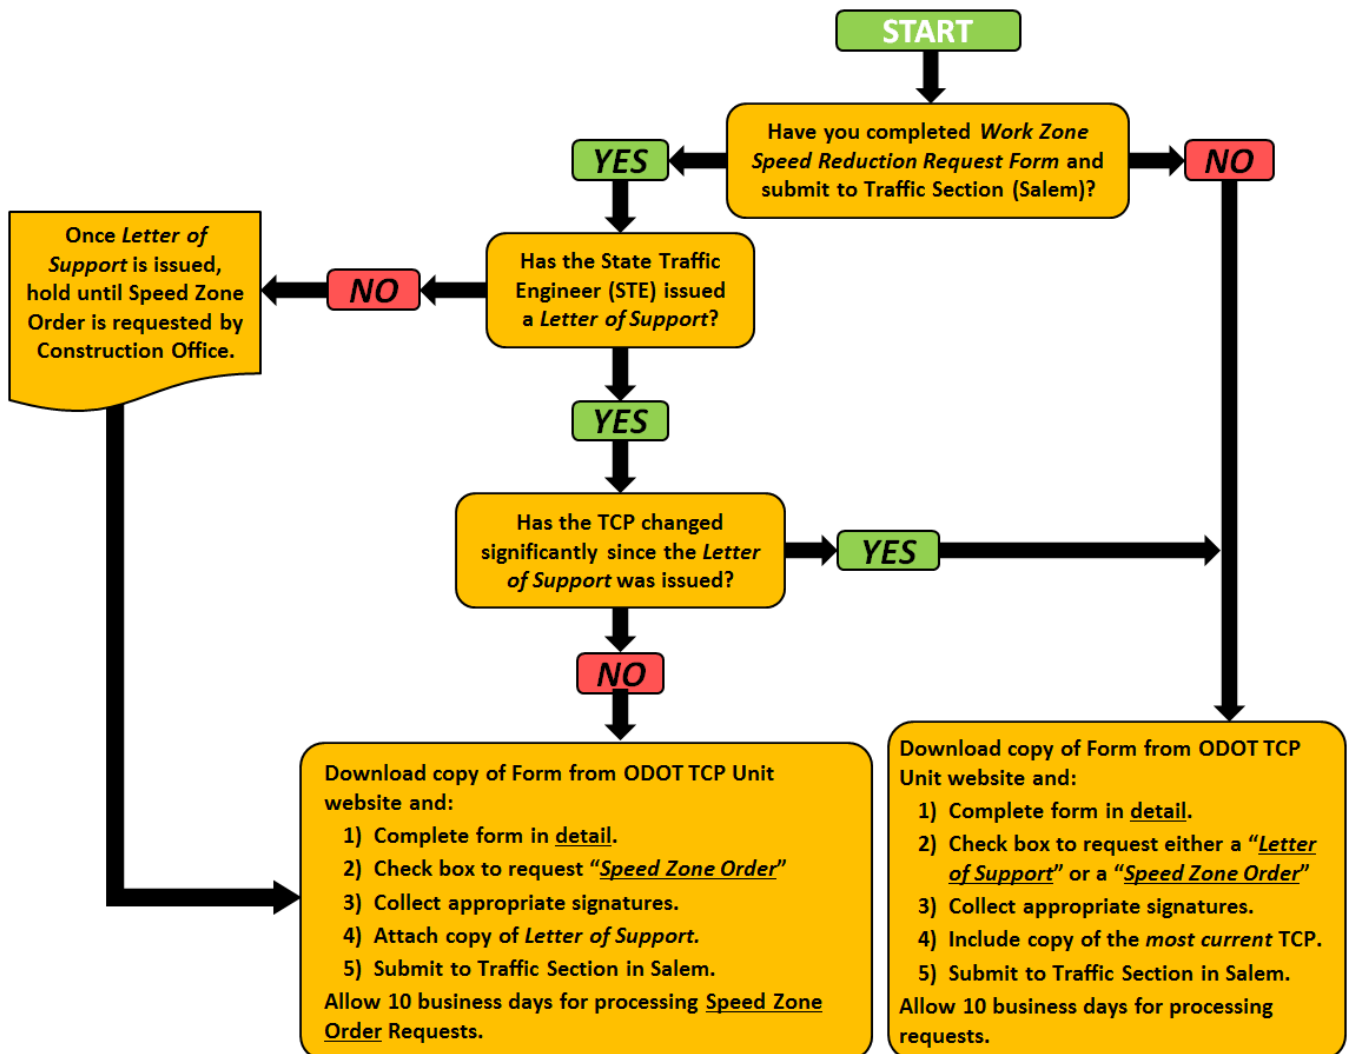 START
Have you completed Work Zone
Speed Reduction Request Form and
submit to Traffic Section (Salem)?
YES
NO
Once Letter of
Support is issued,
hold until Speed Zone
Order is requested by
Construction Office.
NO
Has the State Traffic
Engineer (STE) issued
a Letter of Support?
YES
Has the TCP changed
significantly since the Letter
of Support was issued?
YES
NO
Download copy of Form from ODOT TCP Unit
website and:
1) Complete form in detail.
2) Check box to request “Speed Zone Order”
3) Collect appropriate signatures.
4) Attach copy of Letter of Support.
5) Submit to Traffic Section in Salem.
Allow 10 business days for processing Speed Zone
Order Requests.
Download copy of Form from ODOT TCP
Unit website and:
1) Complete form in detail.
2) Check box to request either a “Letter
of Support” or a “Speed Zone Order”
3) Collect appropriate signatures.
4) Include copy of the most current TCP.
5) Submit to Traffic Section in Salem.
Allow 10 business days for processing
requests.